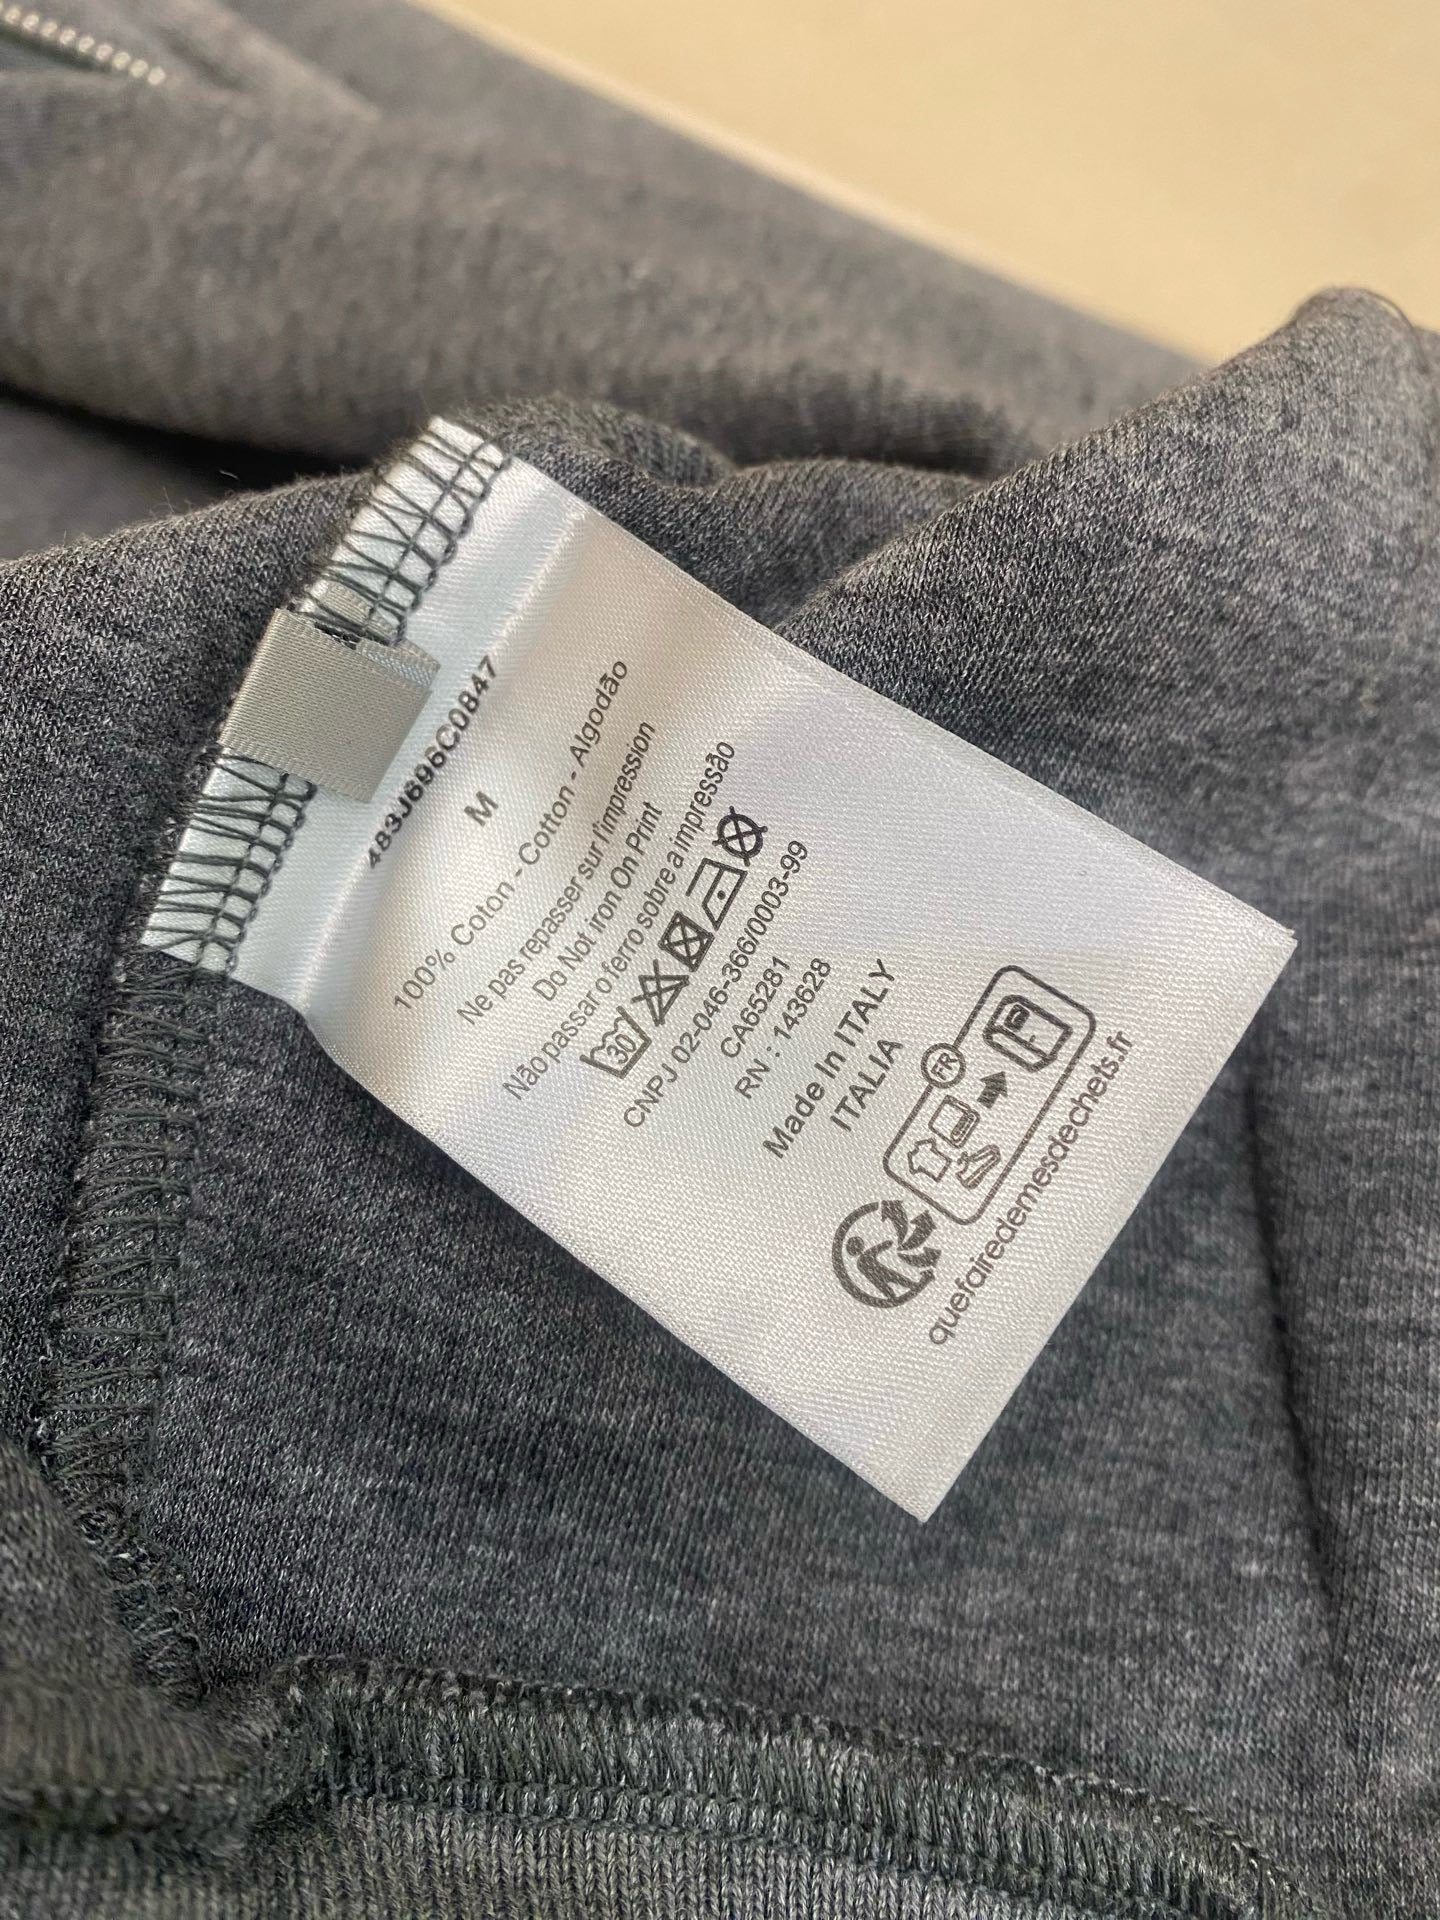 483J696C0847
M
100% Coton - Cotton - Algodão
Ne pas repasser sur l'impression
Do Not iron On Print
Não passar o ferro sobre a impressão
30
CNPJ 02-046-366/0003-99
CA65281
RN : 143628
Made In ITALY
ITALIA
FR
quefairedemesdechets.fr